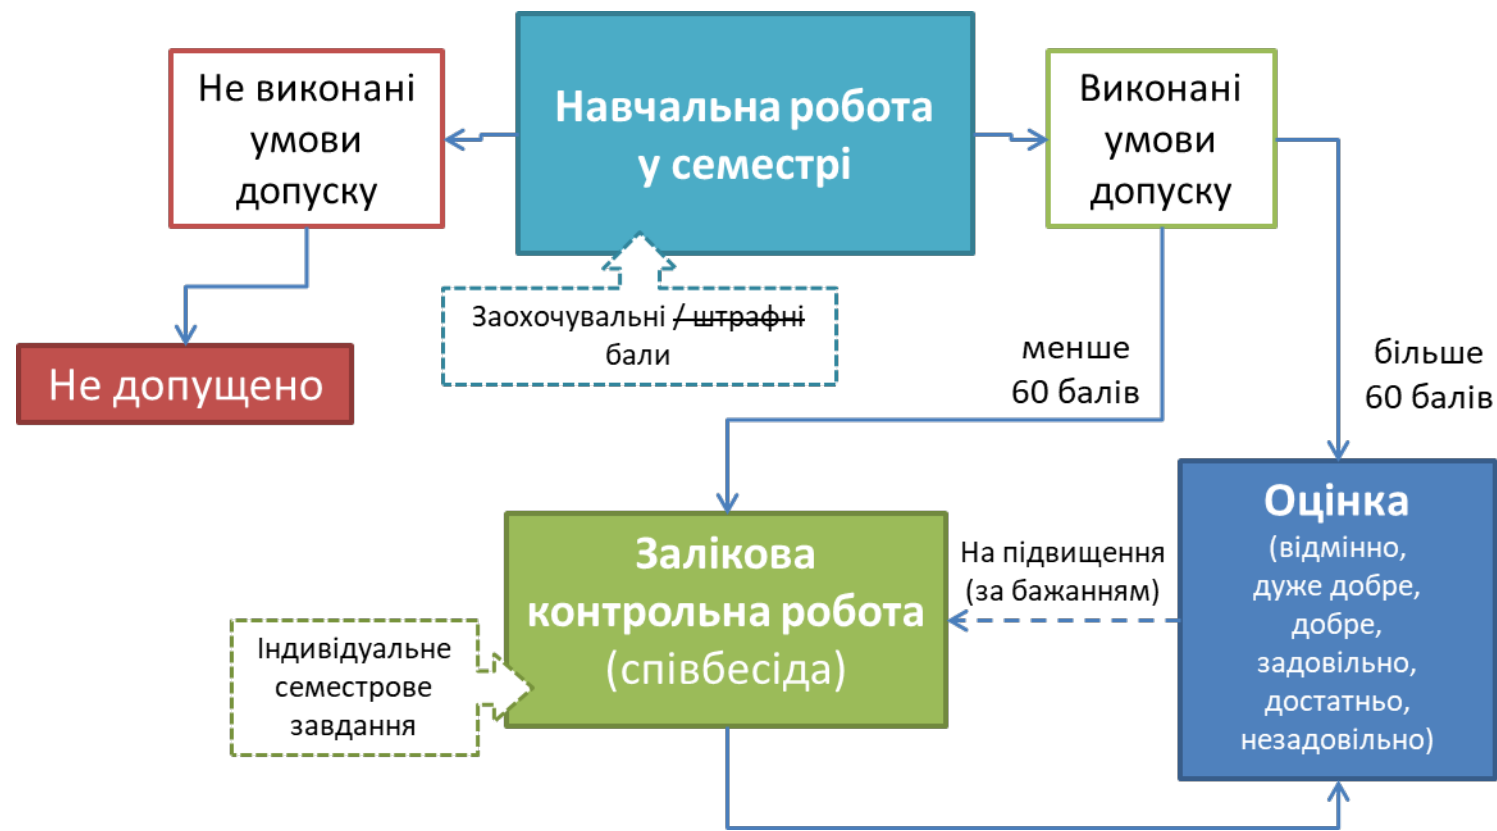 Не виконані
умови
допуску
Навчальна робота
у семестрі
Виконані
умови
допуску
Заохочувальні / штрафні
бали
Не допущено
менше
60 балів
більше
60 балів
Залікова
контрольна робота
(співбесіда)
На підвищення
(за бажанням)
Оцінка
(відмінно,
дуже добре,
добре,
задовільно,
достатньо,
незадовільно)
Індивідуальне
семестрове
завдання